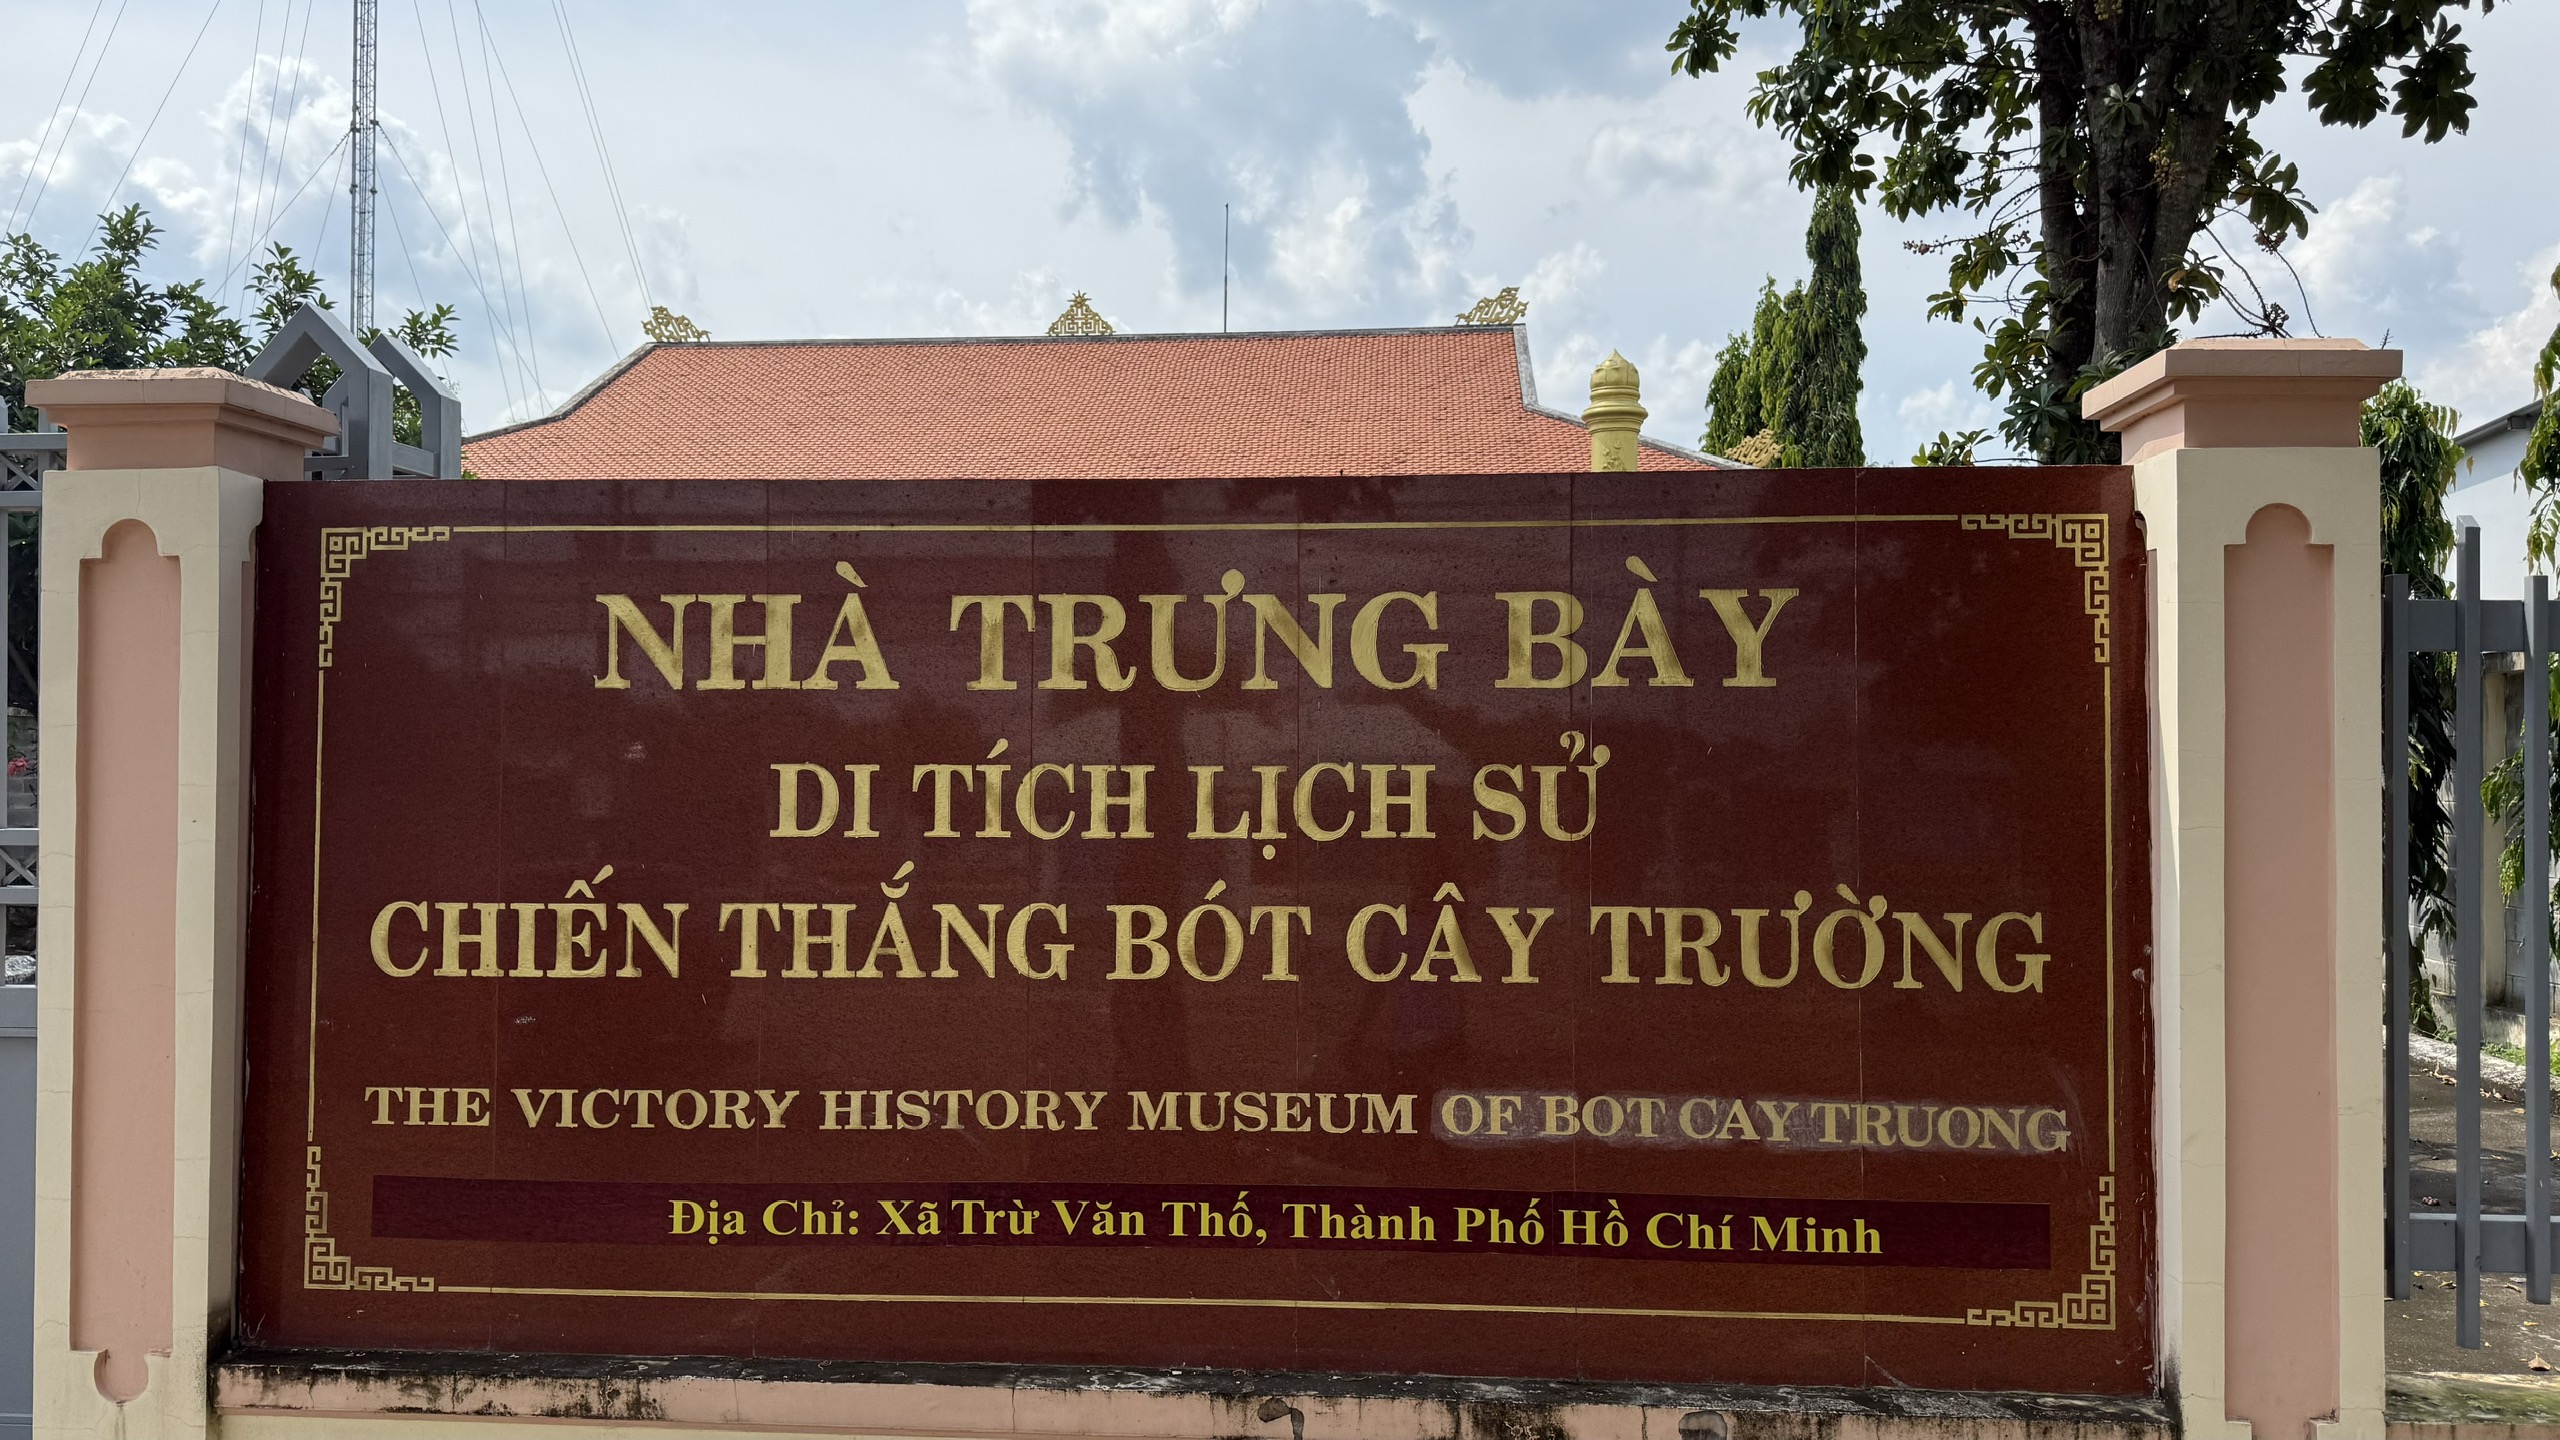 NHÀ TRƯNG BÀY
DI TÍCH LỊCH SỬ
CHIẾN THẮNG BÓT CÂY TRƯỜNG
THE VICTORY HISTORY MUSEUM OF BOT CAY TRUONG
Địa Chỉ: Xã Trừ Văn Thố, Thành Phố Hồ Chí Minh